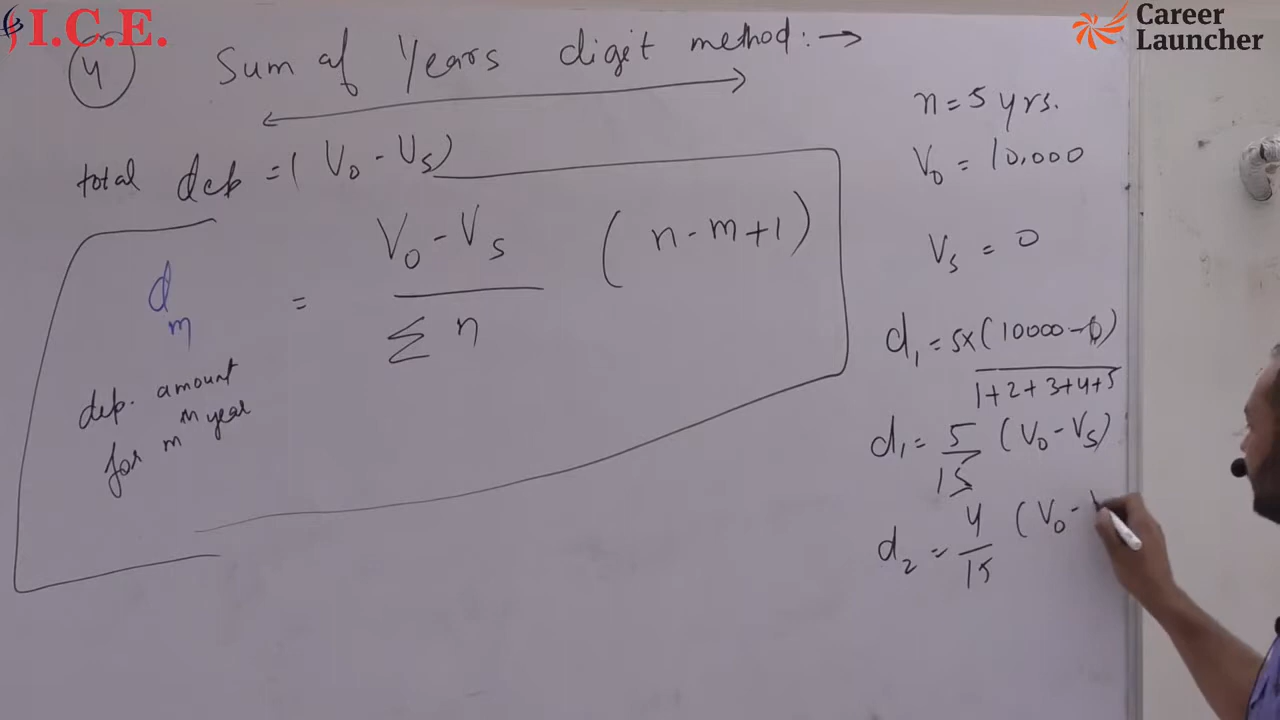 I.C.E.
Career
Launcher
4 Sum of Years digit method :→
total dep = ( V₀ - Vₛ)
dₘ = V₀ - Vₛ / Σ n ( n - m + 1 )
dep. amount
for mᵗʰ year
n = 5 yrs.
V₀ = 10,000
Vₛ = 0
d₁ = 5x (10000 - 0) / 1+2+3+4+5
d₁ = 5/15 (V₀ - Vₛ)
d₂ = 4/15 (V₀ -